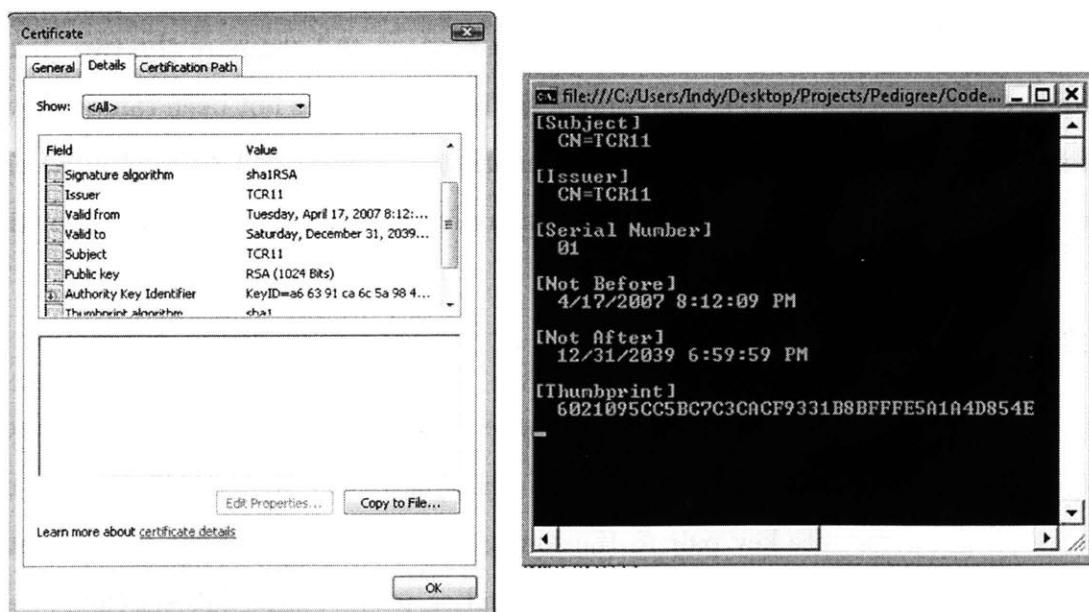 Certificate
General Details Certification Path
Show: <All>
Field Value
Signature algorithm sha1RSA
Issuer TCR11
Valid from Tuesday, April 17, 2007 8:12:...
Valid to Saturday, December 31, 2039...
Subject TCR11
Public key RSA (1024 Bits)
Authority Key Identifier KeyID=a6 63 91 ca 6c 5a 98 4...
Thumbprint algorithm sha1
Edit Properties... Copy to File...
Learn more about certificate details
OK
file:///C:/Users/Indy/Desktop/Projects/Pedigree/Code...
[Subject]
CN=TCR11
[Issuer]
CN=TCR11
[Serial Number]
01
[Not Before]
4/17/2007 8:12:09 PM
[Not After]
12/31/2039 6:59:59 PM
[Thumbprint]
6021095CC5BC7C3CACF9331B8BFFFE5A1A4D854E